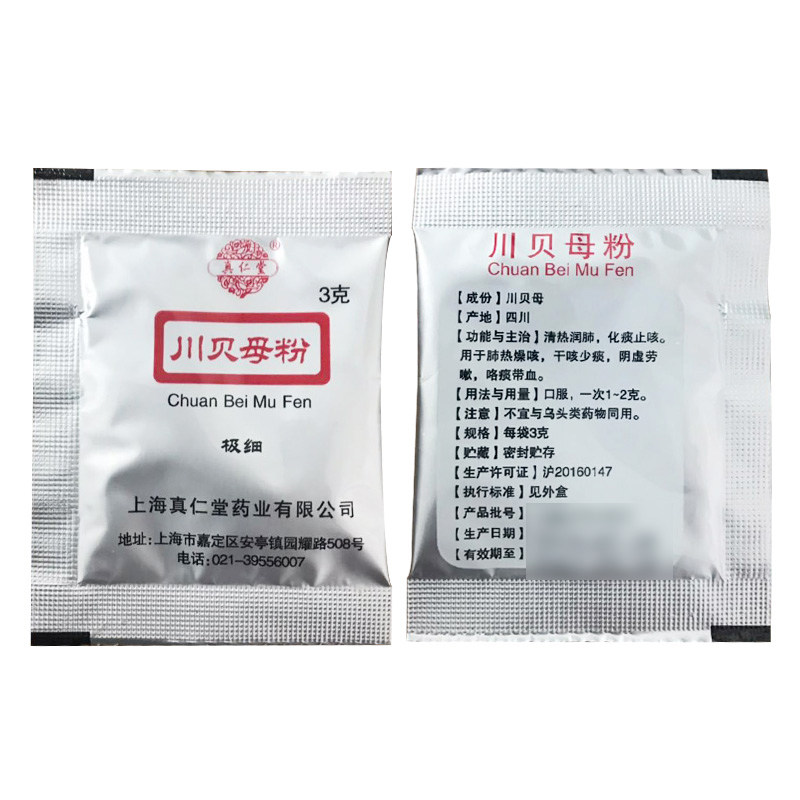 真仁堂
®
3克
川贝母粉
Chuan Bei Mu Fen
极细
上海真仁堂药业有限公司
地址:上海市嘉定区安亭镇园耀路508号
电话:021-39556007
川贝母粉
Chuan Bei Mu Fen
【成份】川贝母
【产地】四川
【功能与主治】清热润肺,化痰止咳。
用于肺热燥咳,干咳少痰,阴虚劳
嗽,咯痰带血。
【用法与用量】口服,一次1~2克。
【注意】不宜与乌头类药物同用。
【规格】每袋3克
【贮藏】密封贮存
【生产许可证】沪20160147
【执行标准】见外盒
【产品批号】
【生产日期】
【有效期至】